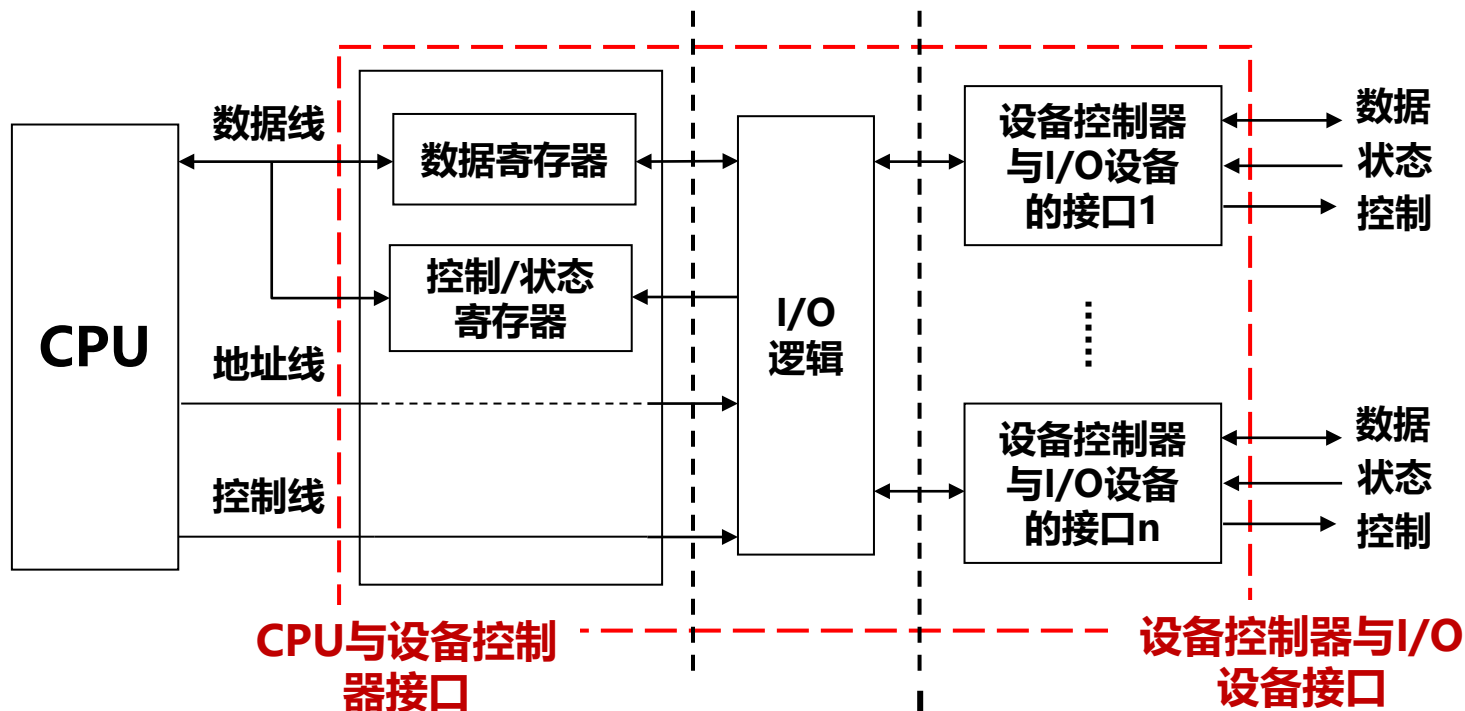 CPU
数据线
地址线
控制线
数据寄存器
控制/状态
寄存器
I/O
逻辑
设备控制器
与I/O设备
的接口1
数据
状态
控制
设备控制器
与I/O设备
的接口n
数据
状态
控制
CPU与设备控制
器接口
设备控制器与I/O
设备接口